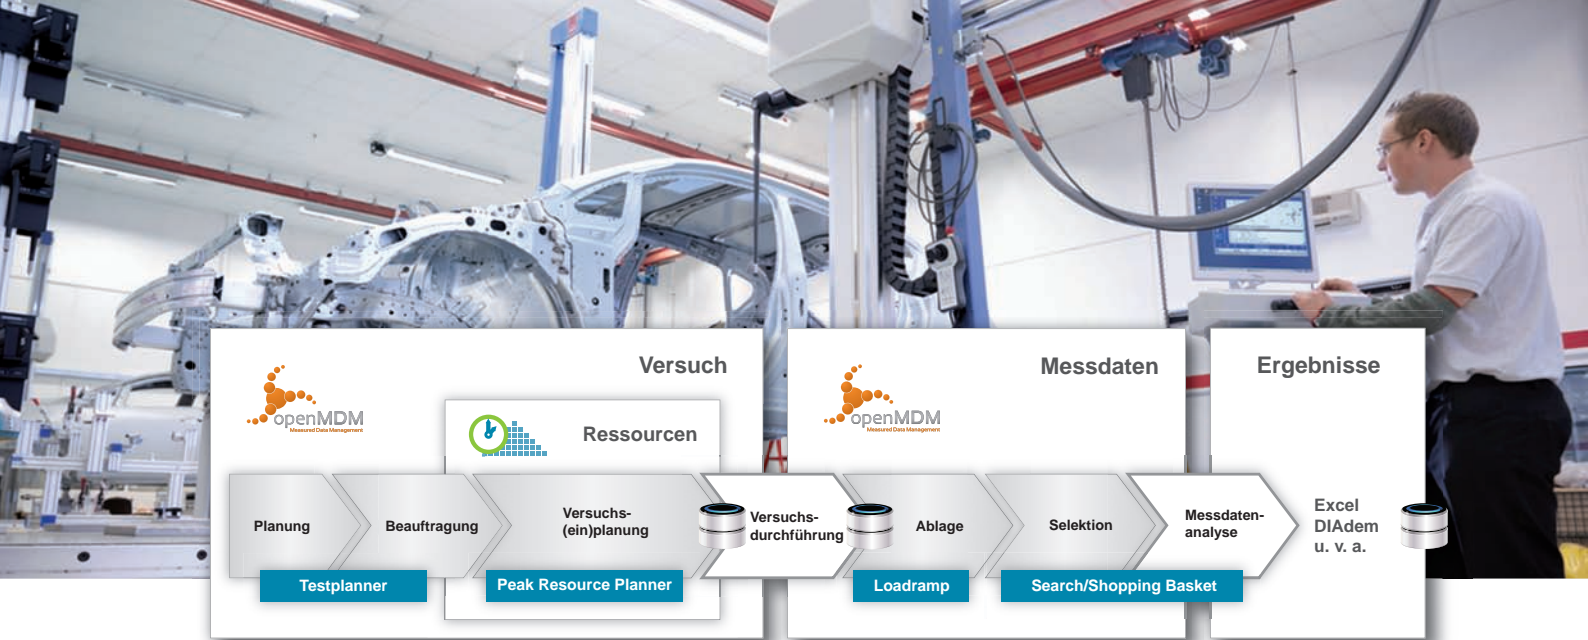 Versuch
openMDM
Measured Data Management
Ressourcen
Planung
Beauftragung
Versuchs-
(ein)planung
Versuchs-
durchführung
Testplanner
Peak Resource Planner
Messdaten
openMDM
Measured Data Management
Ablage
Selektion
Messdaten-
analyse
Loadramp
Search/Shopping Basket
Ergebnisse
Excel
DIAdem
u. v. a.